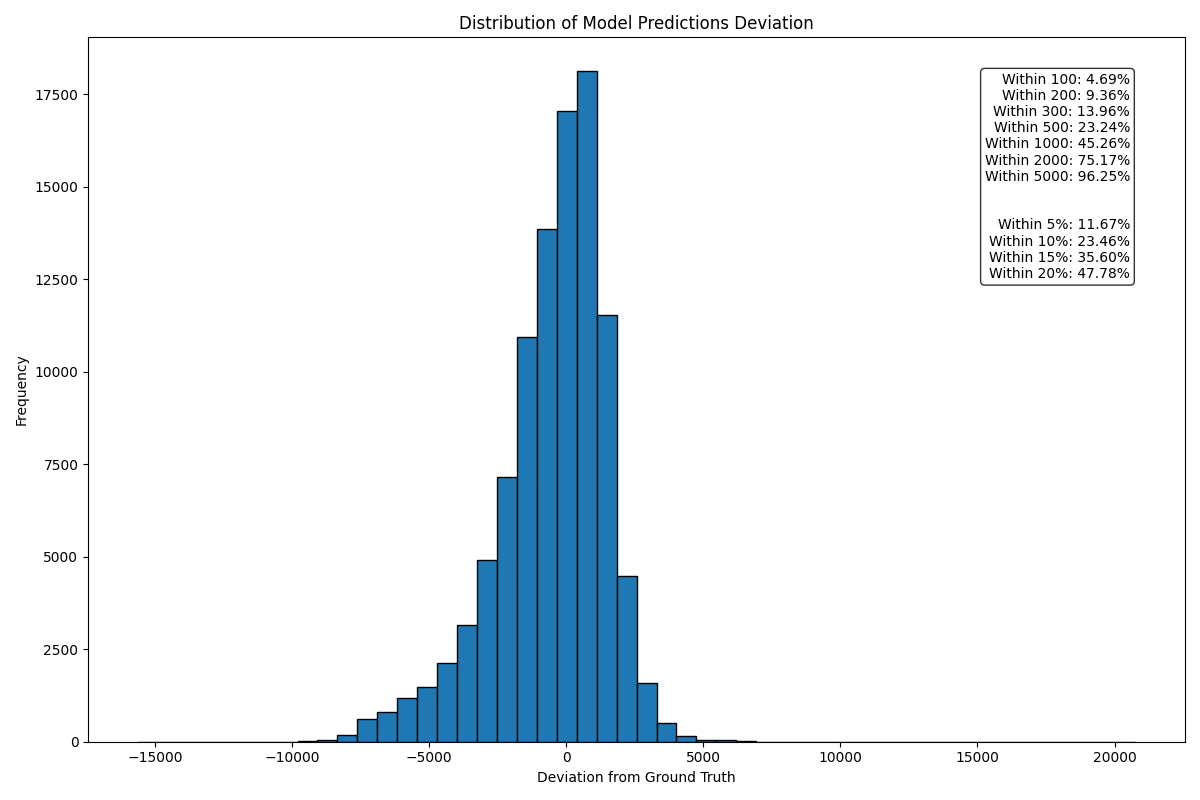 Distribution of Model Predictions Deviation
Within 100: 4.69%
Within 200: 9.36%
Within 300: 13.96%
Within 500: 23.24%
Within 1000: 45.26%
Within 2000: 75.17%
Within 5000: 96.25%
Within 5%: 11.67%
Within 10%: 23.46%
Within 15%: 35.60%
Within 20%: 47.78%
Frequency
17500
15000
12500
10000
7500
5000
2500
0
−15000 −10000 −5000 0 5000 10000 15000 20000
Deviation from Ground Truth